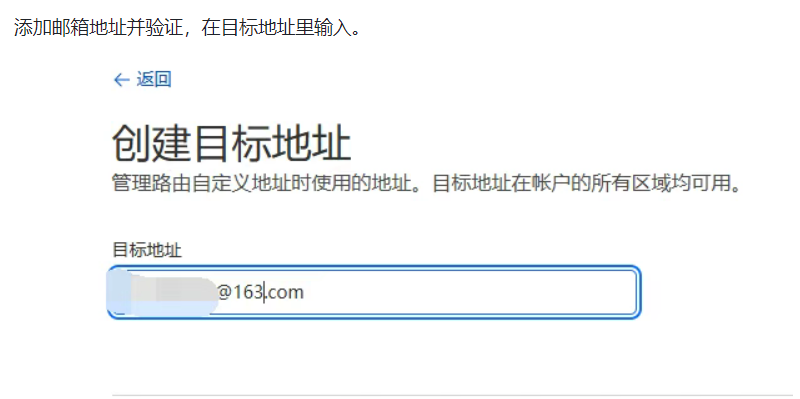 添加邮箱地址并验证，在目标地址里输入。
← 返回
创建目标地址
管理路由自定义地址时使用的地址。目标地址在帐户的所有区域均可用。
目标地址
@163.com